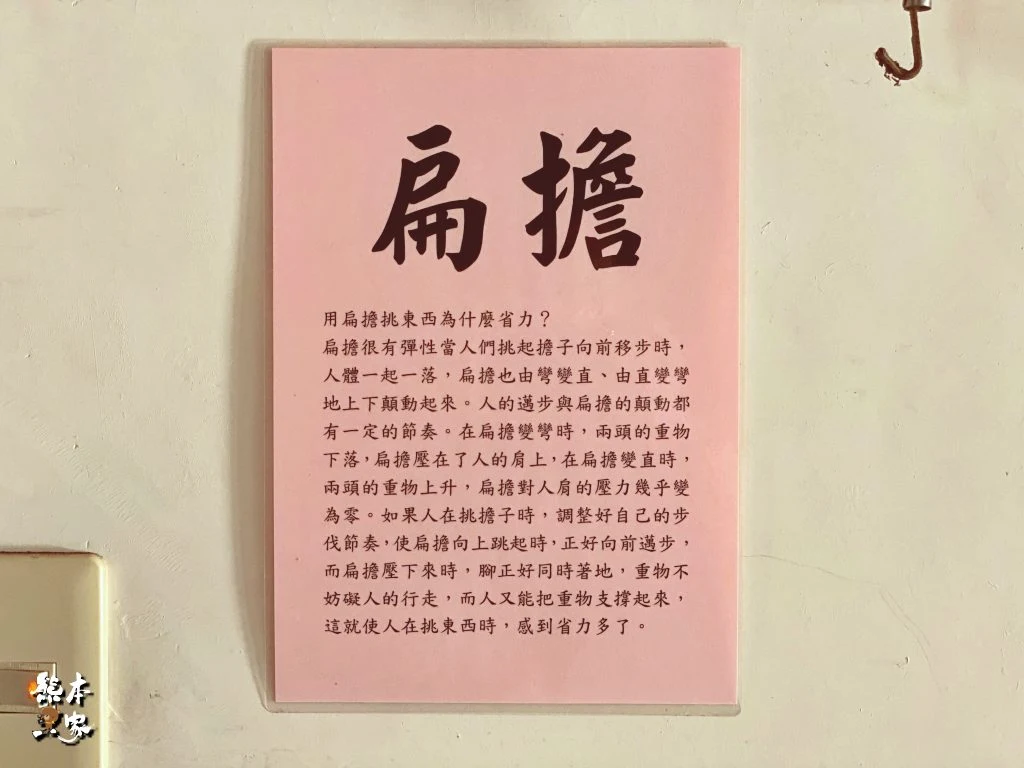 扁擔
用扁擔挑東西為什麼省力？
扁擔很有彈性當人們挑起擔子向前移步時，
人體一起一落，扁擔也由彎變直、由直變彎
地上下顛動起來。人的邁步與扁擔的顛動都
有一定的節奏。在扁擔變彎時，兩頭的重物
下落，扁擔壓在了人的肩上，在扁擔變直時，
兩頭的重物上升，扁擔對人肩的壓力幾乎變
為零。如果人在挑擔子時，調整好自己的步
伐節奏，使扁擔向上跳起時，正好向前邁步，
而扁擔壓下來時，腳正好同時著地，重物不
妨礙人的行走，而人又能把重物支撐起來，
這就使人在挑東西時，感到省力多了。
熊本
一家